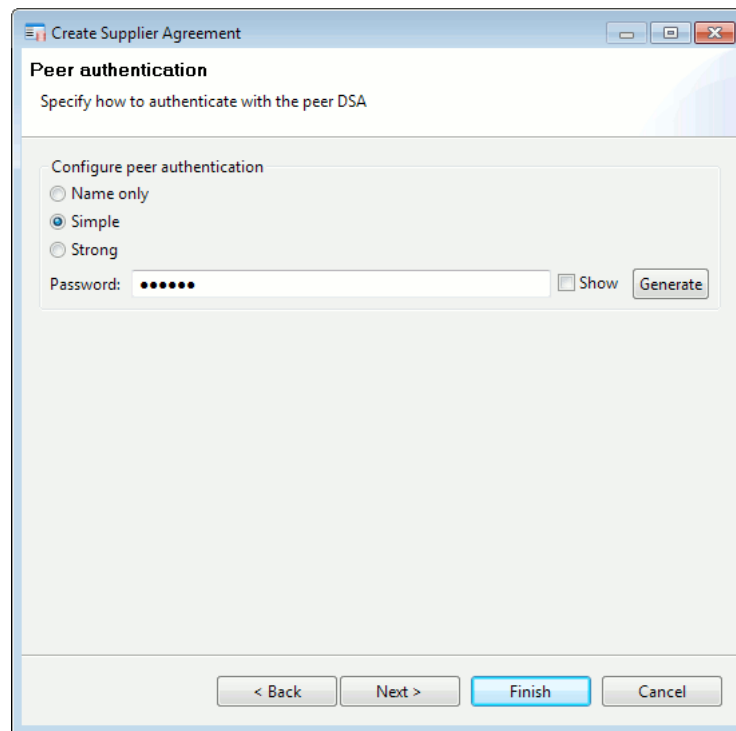 Create Supplier Agreement
Peer authentication
Specify how to authenticate with the peer DSA
Configure peer authentication
Name only
Simple
Strong
Password: ●●●●●● Show Generate
< Back Next > Finish Cancel